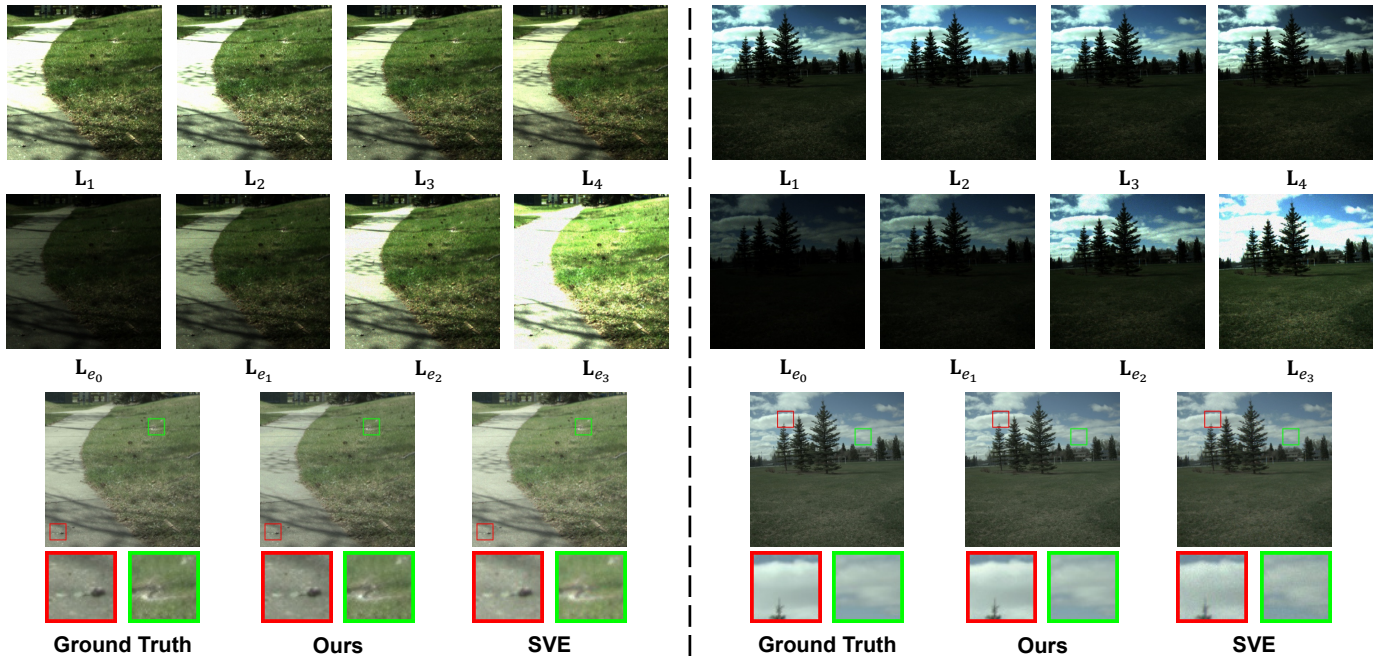 L₁ L₂ L₃ L₄
Lₑ₀ Lₑ₁ Lₑ₂ Lₑ₃
Ground Truth Ours SVE
L₁ L₂ L₃ L₄
Lₑ₀ Lₑ₁ Lₑ₂ Lₑ₃
Ground Truth Ours SVE